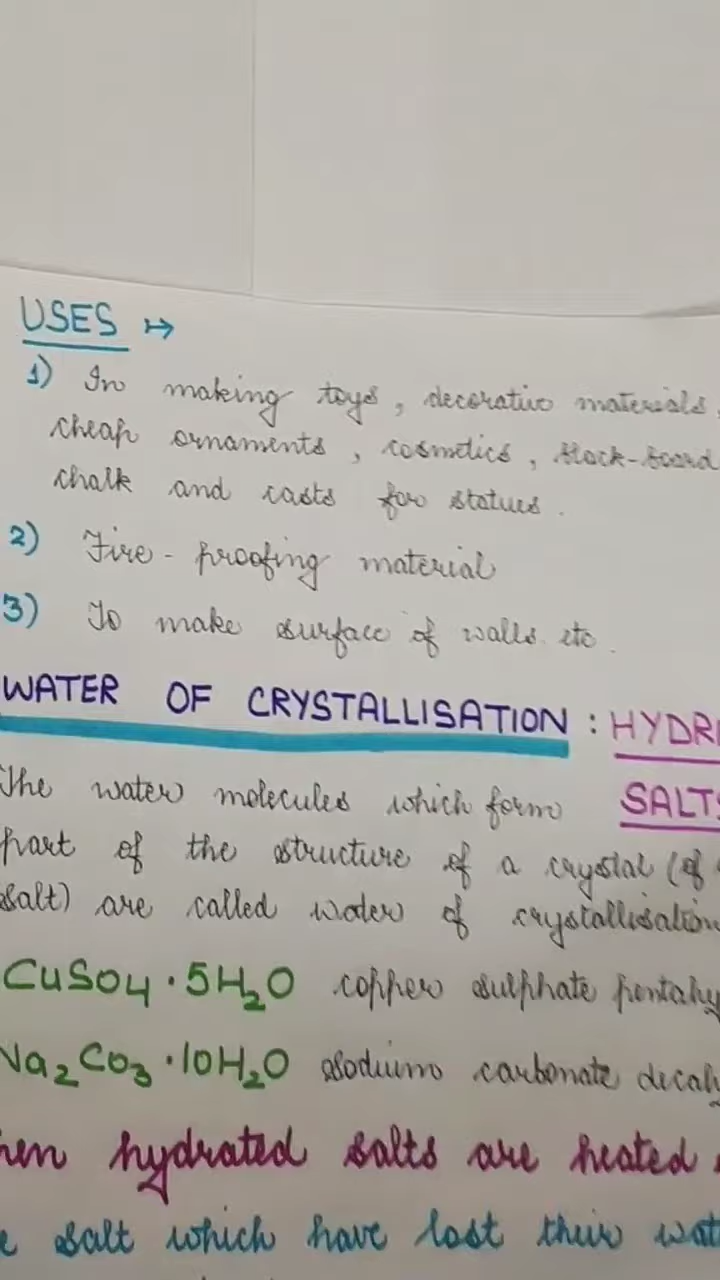 USES ↦
1) In making toys, decorative materials,
cheap ornaments, cosmetics, black-board
chalk and casts for statues.
2) Fire-proofing material
3) To make surface of walls etc.
WATER OF CRYSTALLISATION : HYDR
The water molecules which form SALTS
part of the structure of a crystal (of
salt) are called water of crystallisation
CuSO4·5H2O copper sulphate pentahy
Na2CO3·10H2O sodium carbonate decahy
hen hydrated salts are heated
e salt which have lost their wat